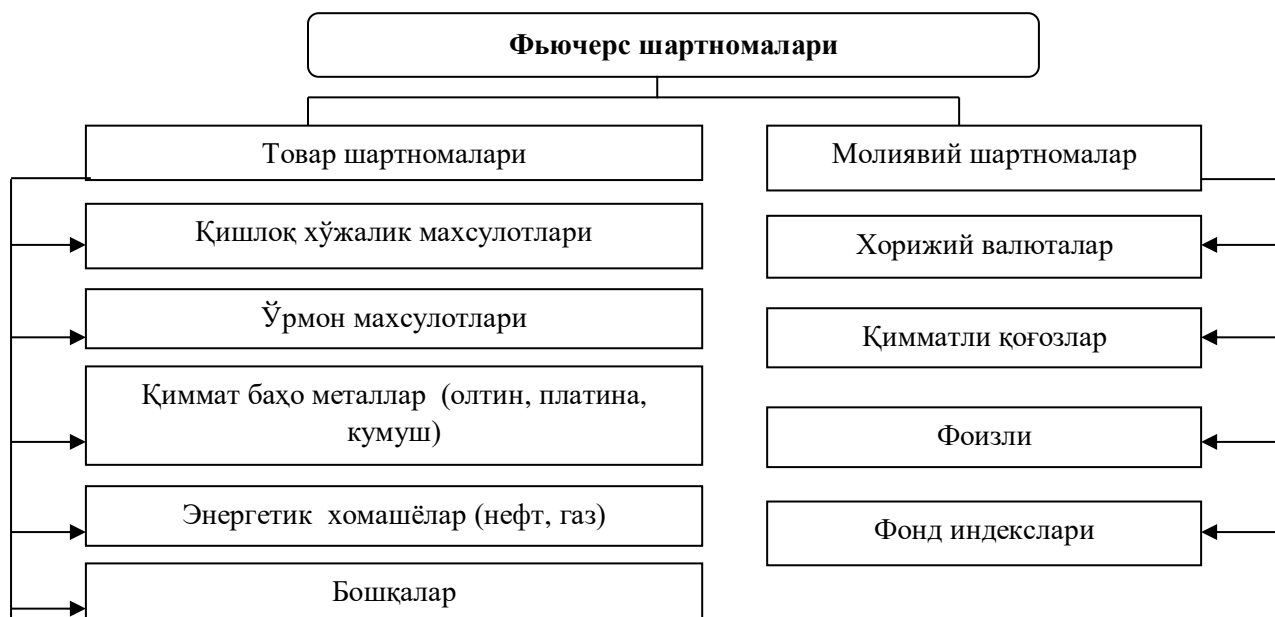 Фьючерс шартномалари
Товар шартномалари
Қишлоқ хўжалик махсулотлари
Ўрмон махсулотлари
Қиммат баҳо металлар (олтин, платина,
кумуш)
Энергетик хомашёлар (нефт, газ)
Бошқалар
Молиявий шартномалар
Хорижий валюталар
Қимматли қоғозлар
Фоизли
Фонд индекслари